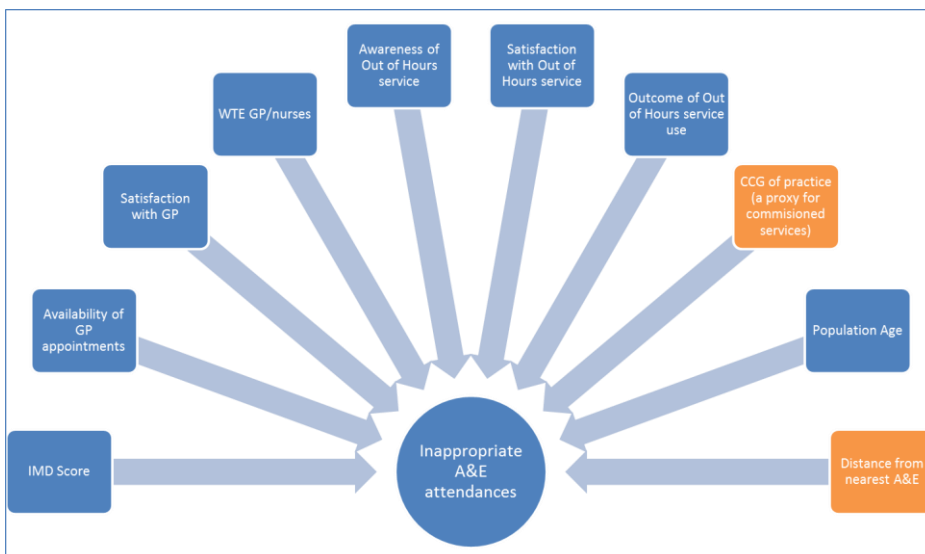 Awareness of
Out of Hours
service
Satisfaction
with Out of
Hours service
WTE GP/nurses
Outcome of Out
of Hours service
use
Satisfaction
with GP
CCG of practice
(a proxy for
commisioned
services)
Availability of
GP
appointments
Population Age
IMD Score
Inappropriate
A&E
attendances
Distance from
nearest A&E